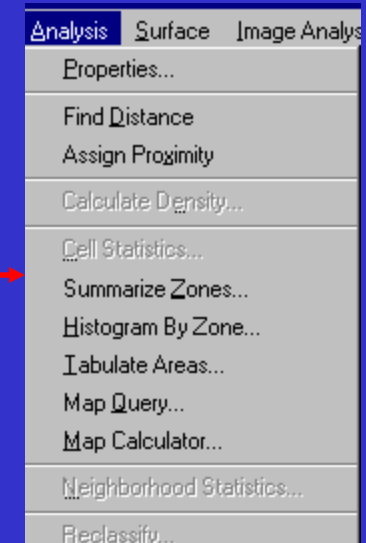 Analysis Surface Image Analys
Properties...
Find Distance
Assign Proximity
Calculate Density...
Cell Statistics...
Summarize Zones...
Histogram By Zone...
Tabulate Areas...
Map Query...
Map Calculator...
Neighborhood Statistics...
Reclassify...